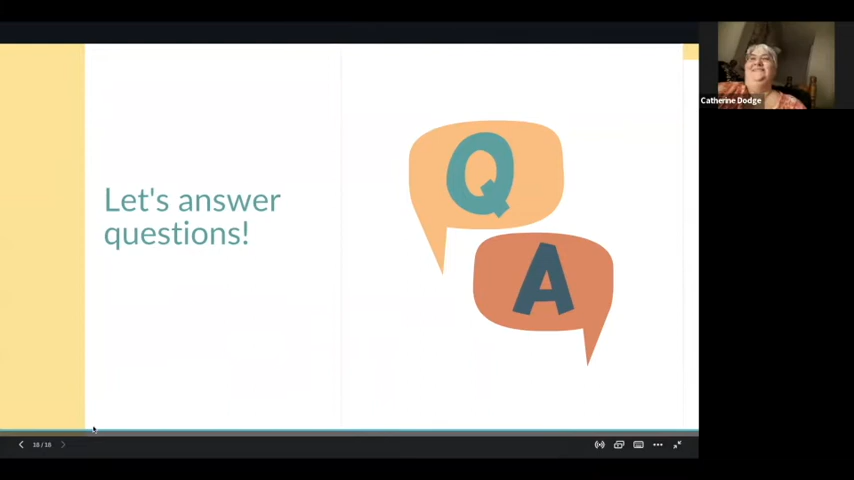 Let's answer
questions!
Q
A
Catherine Dodge
18 / 18